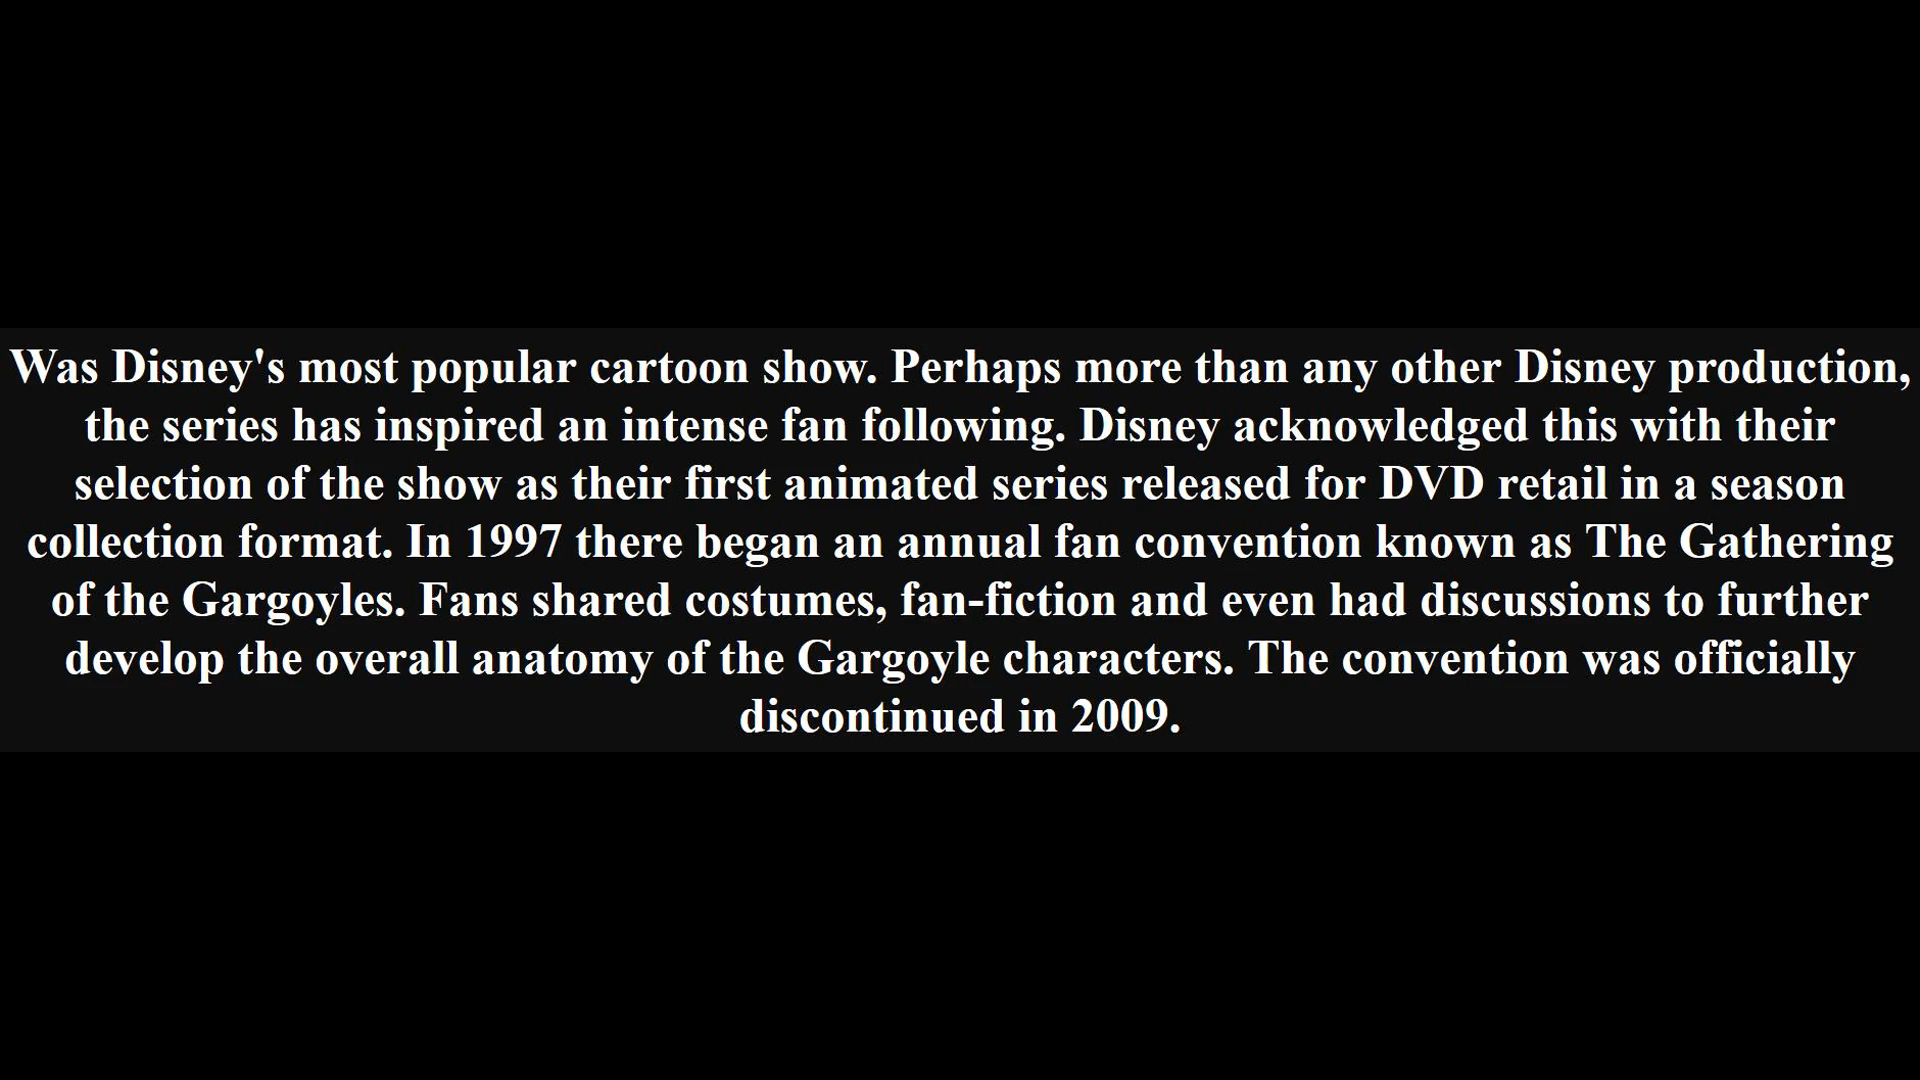 Was Disney's most popular cartoon show. Perhaps more than any other Disney production,
the series has inspired an intense fan following. Disney acknowledged this with their
selection of the show as their first animated series released for DVD retail in a season
collection format. In 1997 there began an annual fan convention known as The Gathering
of the Gargoyles. Fans shared costumes, fan-fiction and even had discussions to further
develop the overall anatomy of the Gargoyle characters. The convention was officially
discontinued in 2009.